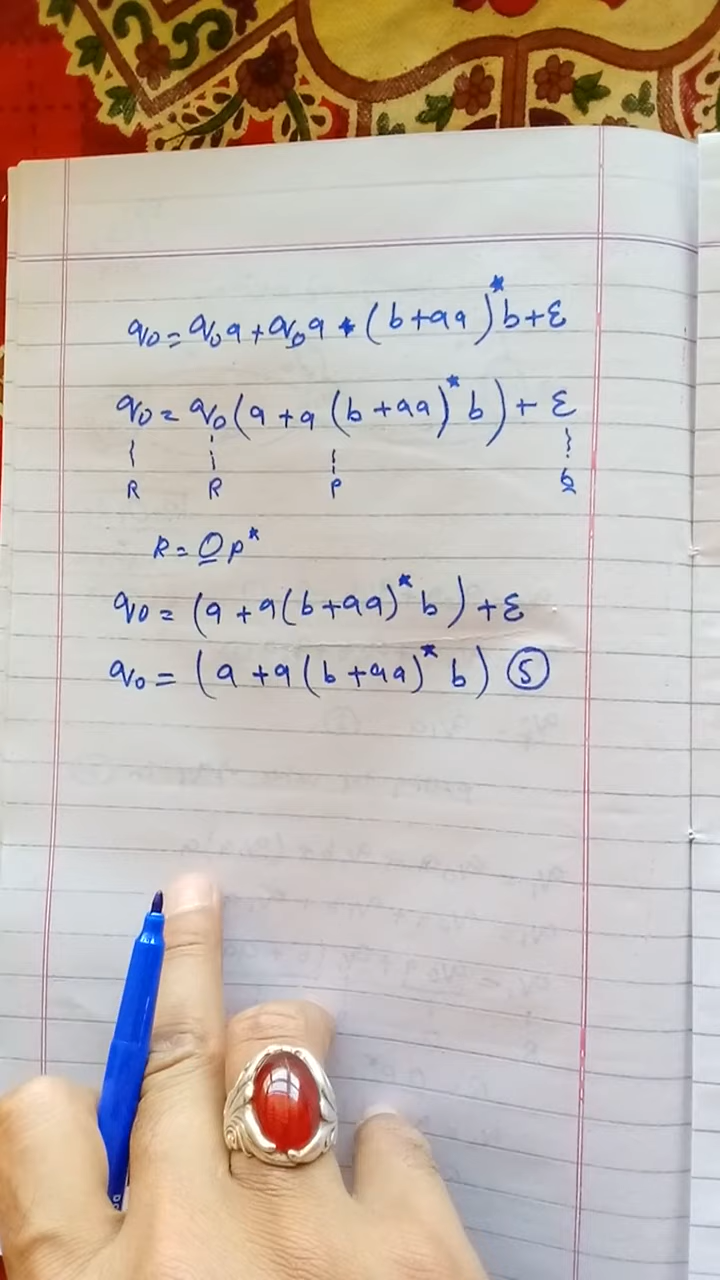 q₀ = q₀a + q₀a * (b+aa)*b+ε
q₀ = q₀(a+a(b+aa)*b)+ε
R R P Q
R = QP*
q₀ = (a+a(b+aa)*b)+ε
q₀ = (a+a(b+aa)*b) ⑤